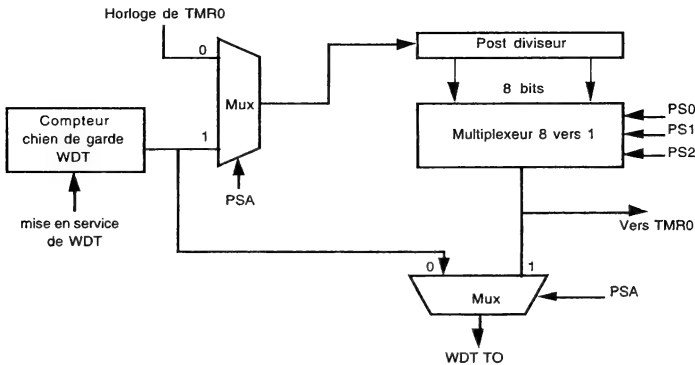 Horloge de TMR0
0
Mux
1
PSA
Compteur
chien de garde
WDT
mise en service
de WDT
Post diviseur
8 bits
Multiplexeur 8 vers 1
PS0
PS1
PS2
Vers TMR0
0
1
Mux
PSA
WDT TO